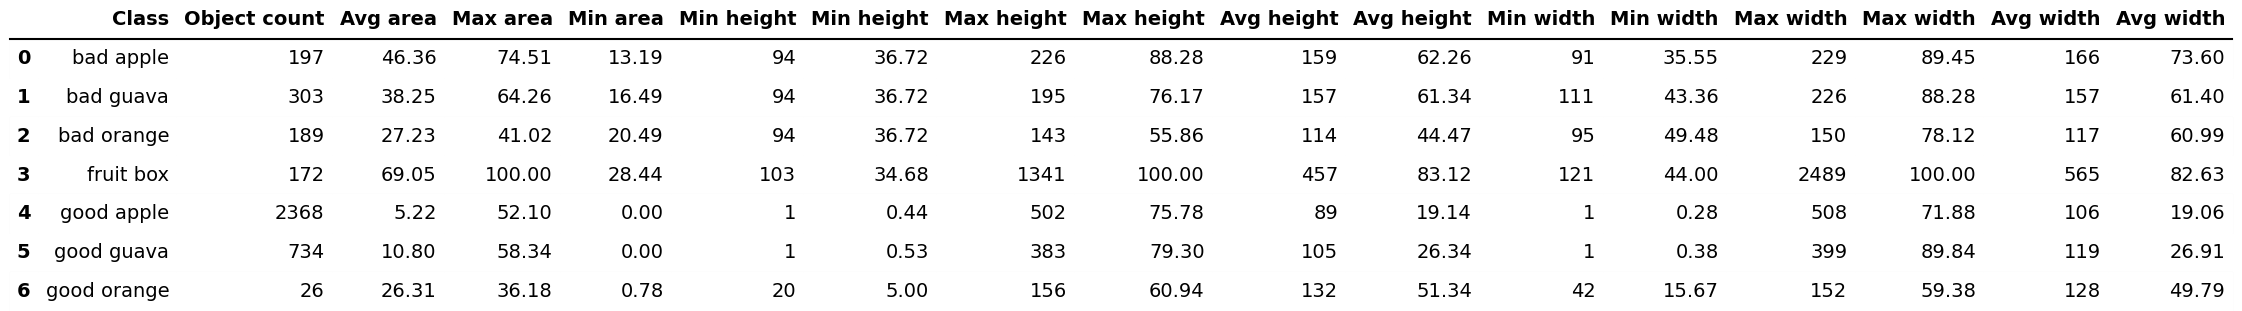 Class Object count Avg area Max area Min area Min height Min height Max height Max height Avg height Avg height Min width Min width Max width Max width Avg width Avg width
0 bad apple 197 46.36 74.51 13.19 94 36.72 226 88.28 159 62.26 91 35.55 229 89.45 166 73.60
1 bad guava 303 38.25 64.26 16.49 94 36.72 195 76.17 157 61.34 111 43.36 226 88.28 157 61.40
2 bad orange 189 27.23 41.02 20.49 94 36.72 143 55.86 114 44.47 95 49.48 150 78.12 117 60.99
3 fruit box 172 69.05 100.00 28.44 103 34.68 1341 100.00 457 83.12 121 44.00 2489 100.00 565 82.63
4 good apple 2368 5.22 52.10 0.00 1 0.44 502 75.78 89 19.14 1 0.28 508 71.88 106 19.06
5 good guava 734 10.80 58.34 0.00 1 0.53 383 79.30 105 26.34 1 0.38 399 89.84 119 26.91
6 good orange 26 26.31 36.18 0.78 20 5.00 156 60.94 132 51.34 42 15.67 152 59.38 128 49.79